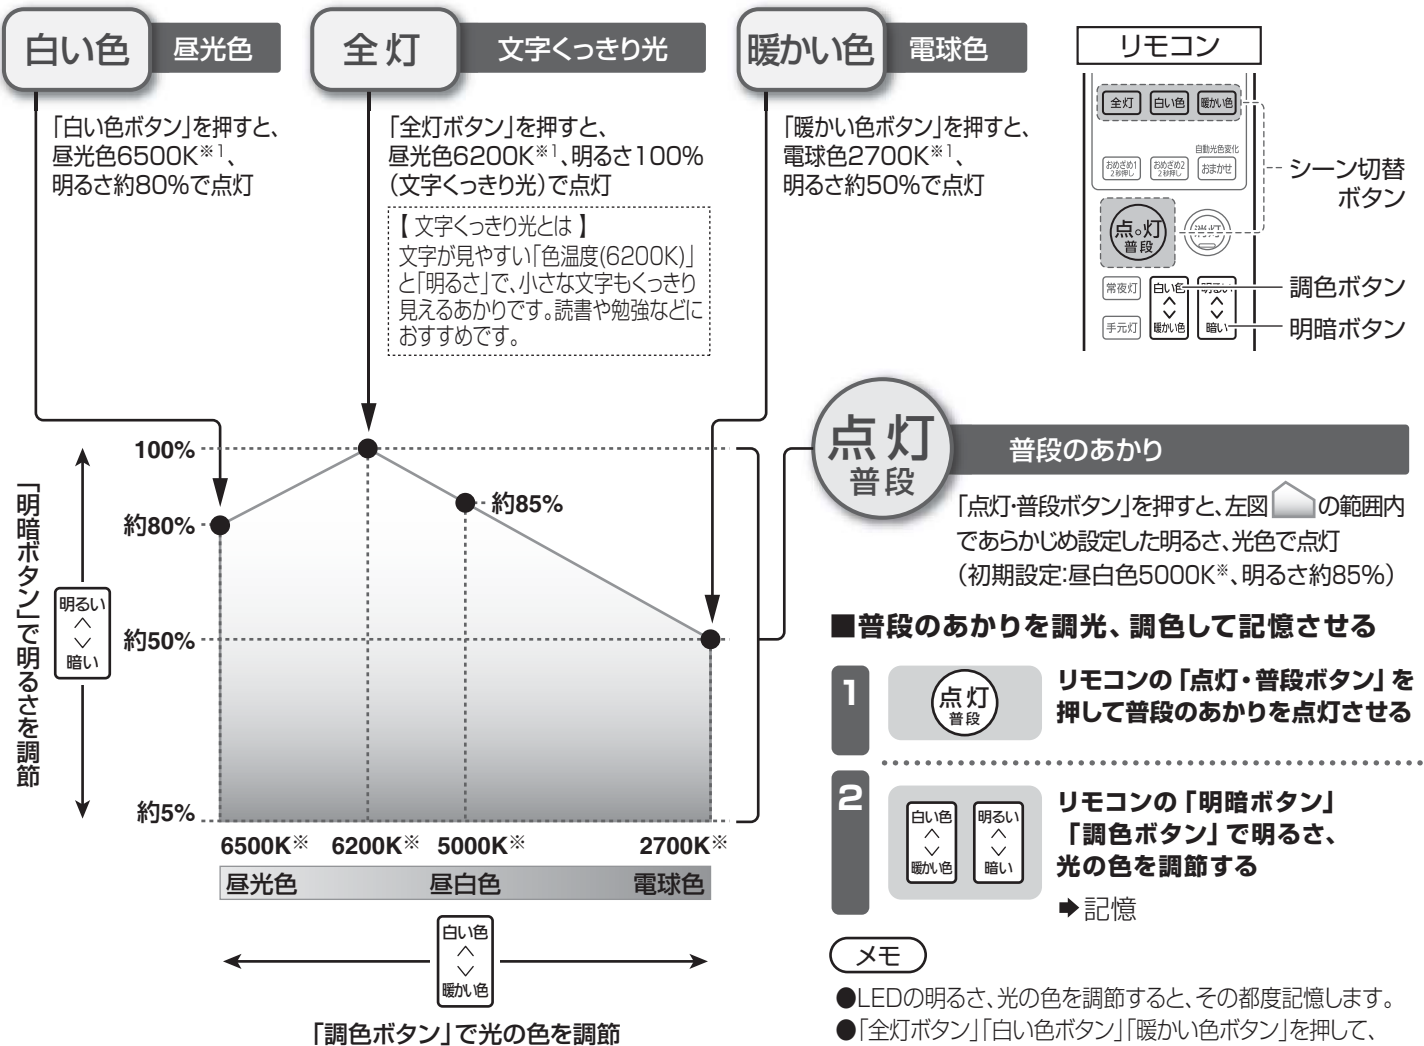 白い色 昼光色
「白い色ボタン」を押すと、
昼光色6500K※1、
明るさ約80%で点灯
全灯 文字くっきり光
「全灯ボタン」を押すと、
昼光色6200K※1、明るさ100%
(文字くっきり光)で点灯
【文字くっきり光とは】
文字が見やすい「色温度(6200K)」
と「明るさ」で、小さな文字もくっきり
見えるあかりです。読書や勉強などに
おすすめです。
暖かい色 電球色
「暖かい色ボタン」を押すと、
電球色2700K※1、
明るさ約50%で点灯
リモコン
全灯 白い色 暖かい色
自動光色変化
おめざめ1 2秒押し おめざめ2 2秒押し おまかせ
点灯 普段 消灯
常夜灯 白い色 明るい
手元灯 暖かい色 暗い
シーン切替
ボタン
調色ボタン
明暗ボタン
「明暗ボタン」で明るさを調節
明るい
暗い
100%
約85%
約80%
約50%
約5%
6500K※ 6200K※ 5000K※ 2700K※
昼光色 昼白色 電球色
白い色
暖かい色
「調色ボタン」で光の色を調節
点灯 普段 普段のあかり
「点灯・普段ボタン」を押すと、左図 の範囲内
であらかじめ設定した明るさ、光色で点灯
(初期設定:昼白色5000K※、明るさ約85%)
■普段のあかりを調光、調色して記憶させる
1
点灯
普段
リモコンの「点灯・普段ボタン」を
押して普段のあかりを点灯させる
2
白い色 明るい
暖かい色 暗い
リモコンの「明暗ボタン」
「調色ボタン」で明るさ、
光の色を調節する
➡記憶
メモ
●LEDの明るさ、光の色を調節すると、その都度記憶します。
●「全灯ボタン」「白い色ボタン」「暖かい色ボタン」を押して、